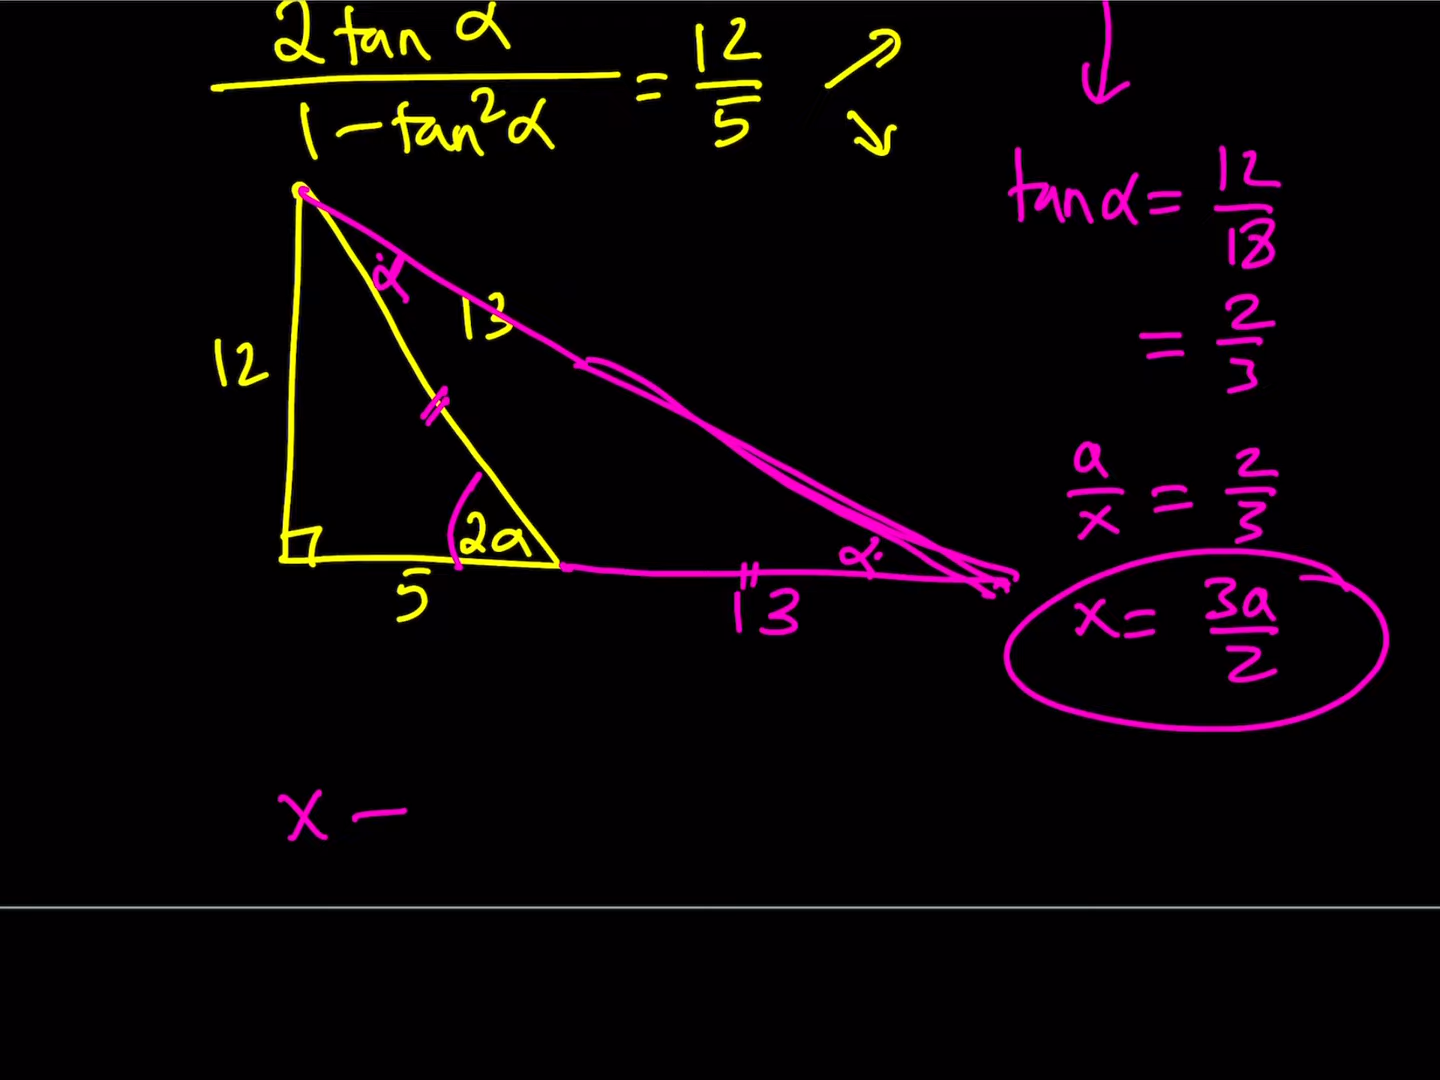 2 tan α / 1 - tan²α = 12/5
tan α = 12/18
= 2/3
12
α
13
2α
5
13
α
a/x = 2/3
x = 3a/2
x -